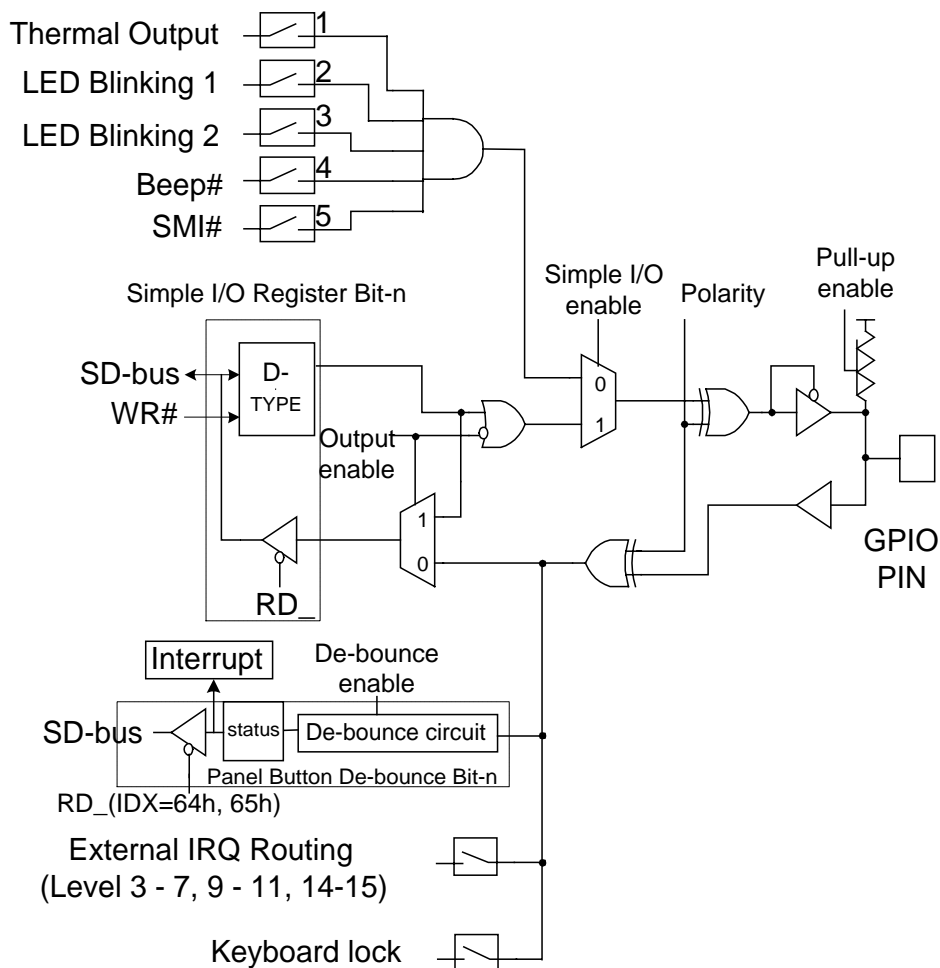 Thermal Output
1
LED Blinking 1
2
LED Blinking 2
3
Beep#
4
SMI#
5
Simple I/O Register Bit-n
Simple I/O
enable
Polarity
Pull-up
enable
SD-bus
WR#
D-
TYPE
0
1
Output
enable
1
0
RD_
GPIO
PIN
Interrupt
De-bounce
enable
SD-bus
status
De-bounce circuit
Panel Button De-bounce Bit-n
RD_(IDX=64h, 65h)
External IRQ Routing
(Level 3 - 7, 9 - 11, 14-15)
Keyboard lock